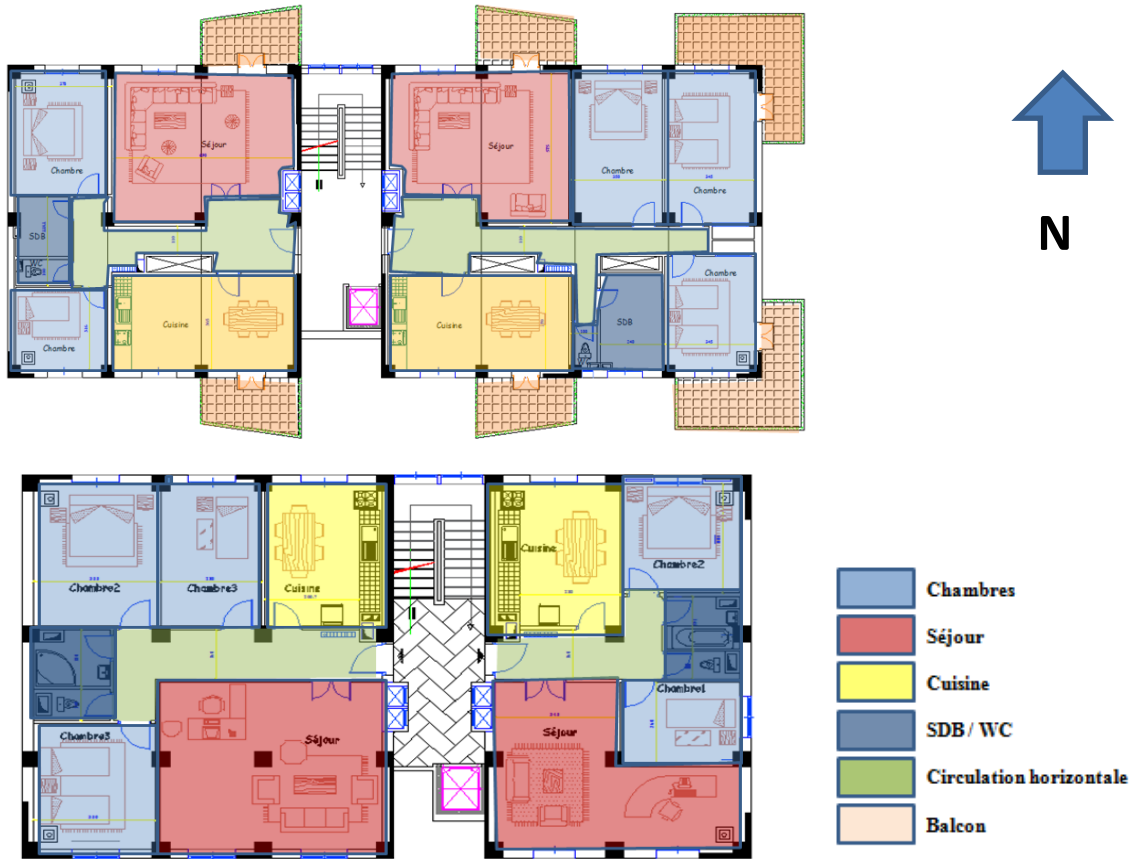 Chambre
Séjour
Séjour
Chambre
Chambre
N
SDB
WC
Chambre
Cuisine
Chambre
Cuisine
SDB
Chambre2
Chambre3
Cuisine
Cuisine
Chambre2
Chambre3
Séjour
Séjour
Chambre1
Chambres
Séjour
Cuisine
SDB / WC
Circulation horizontale
Balcon